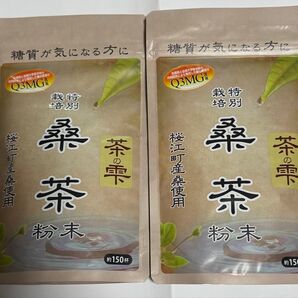 糖質が気になる方に
Q3MG
特別
栽培
桑茶
粉末
茶の雫
桜江町産桑使用
約150杯
糖質が気になる方に
Q3MG
特別
栽培
桑茶
粉末
茶の雫
桜江町産桑使用
約150